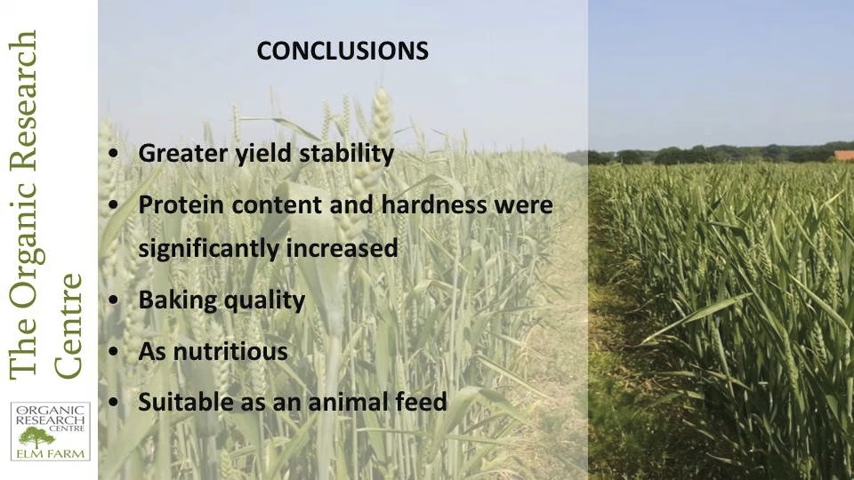 The Organic Research
Centre
ORGANIC
RESEARCH
CENTRE
ELM FARM
CONCLUSIONS
• Greater yield stability
• Protein content and hardness were
significantly increased
• Baking quality
• As nutritious
• Suitable as an animal feed